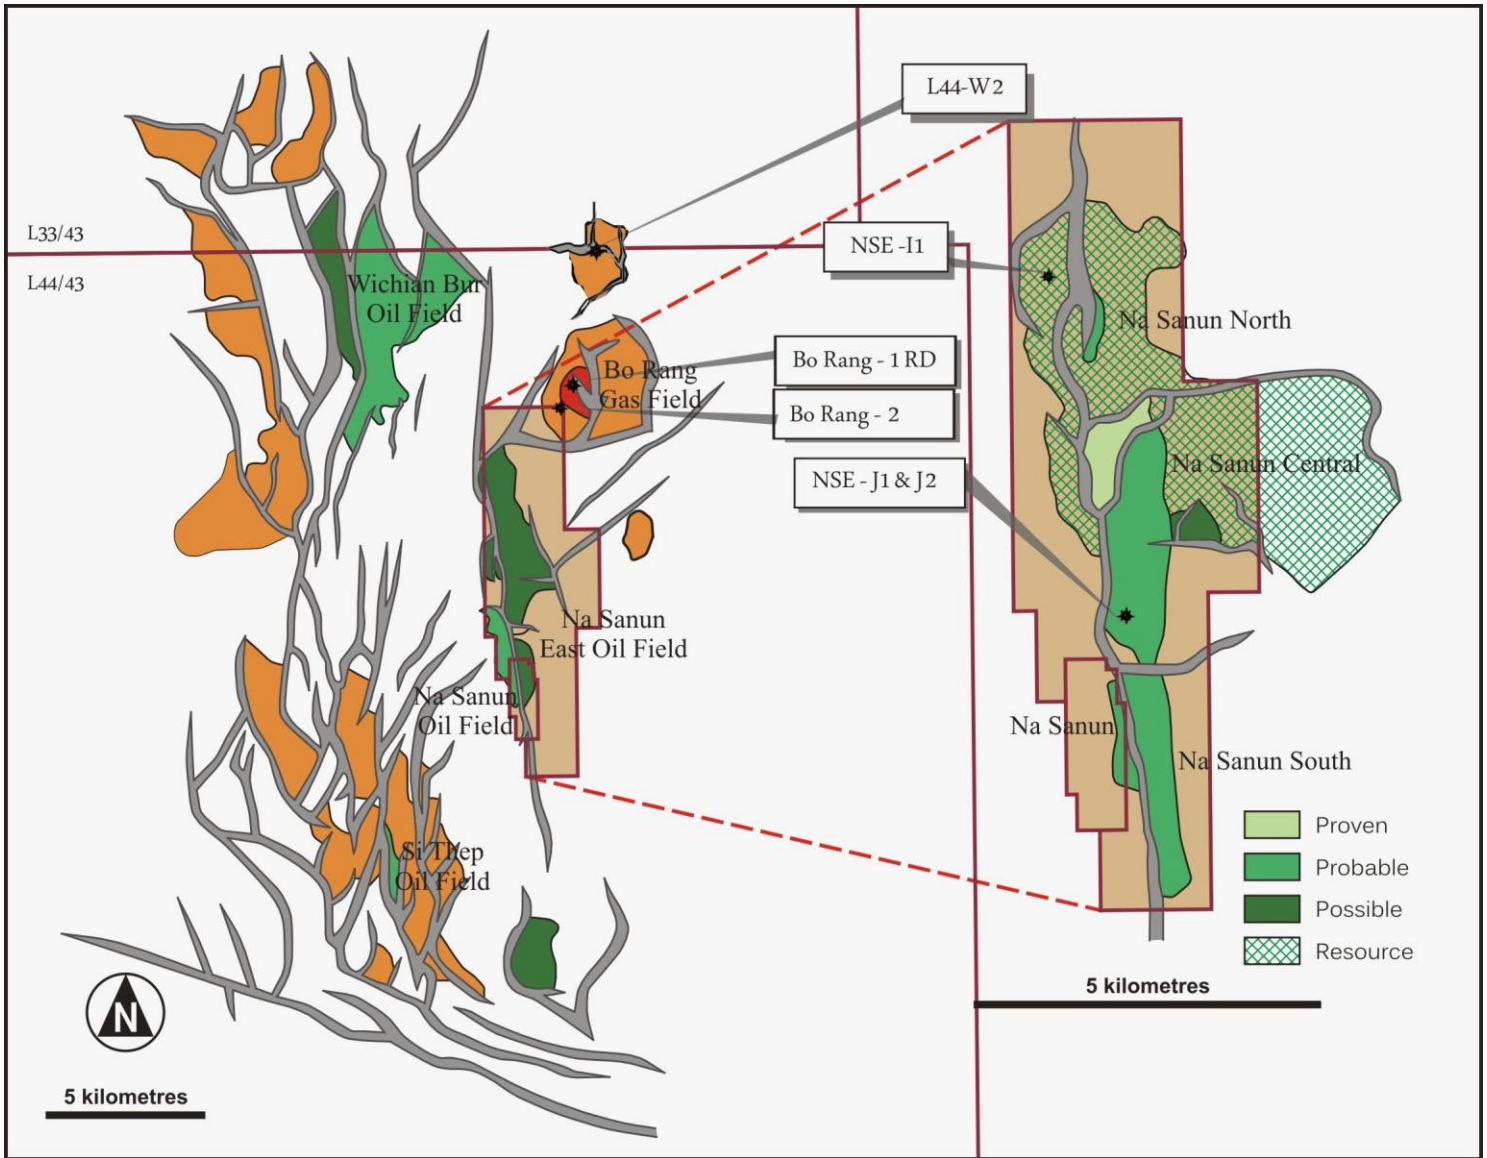 L44-W2
L33/43
L44/43
NSE -I1
Wichian Bur
Oil Field
Na Sanun North
Bo Rang - 1 RD
Bo Rang
Gas Field
Bo Rang - 2
NSE - J1 & J2
Na Sanun Central
Na Sanun
East Oil Field
Na Sanun
Oil Field
Na Sanun
Na Sanun South
Proven
Probable
Possible
Resource
Si Thep
Oil Field
5 kilometres
N
5 kilometres